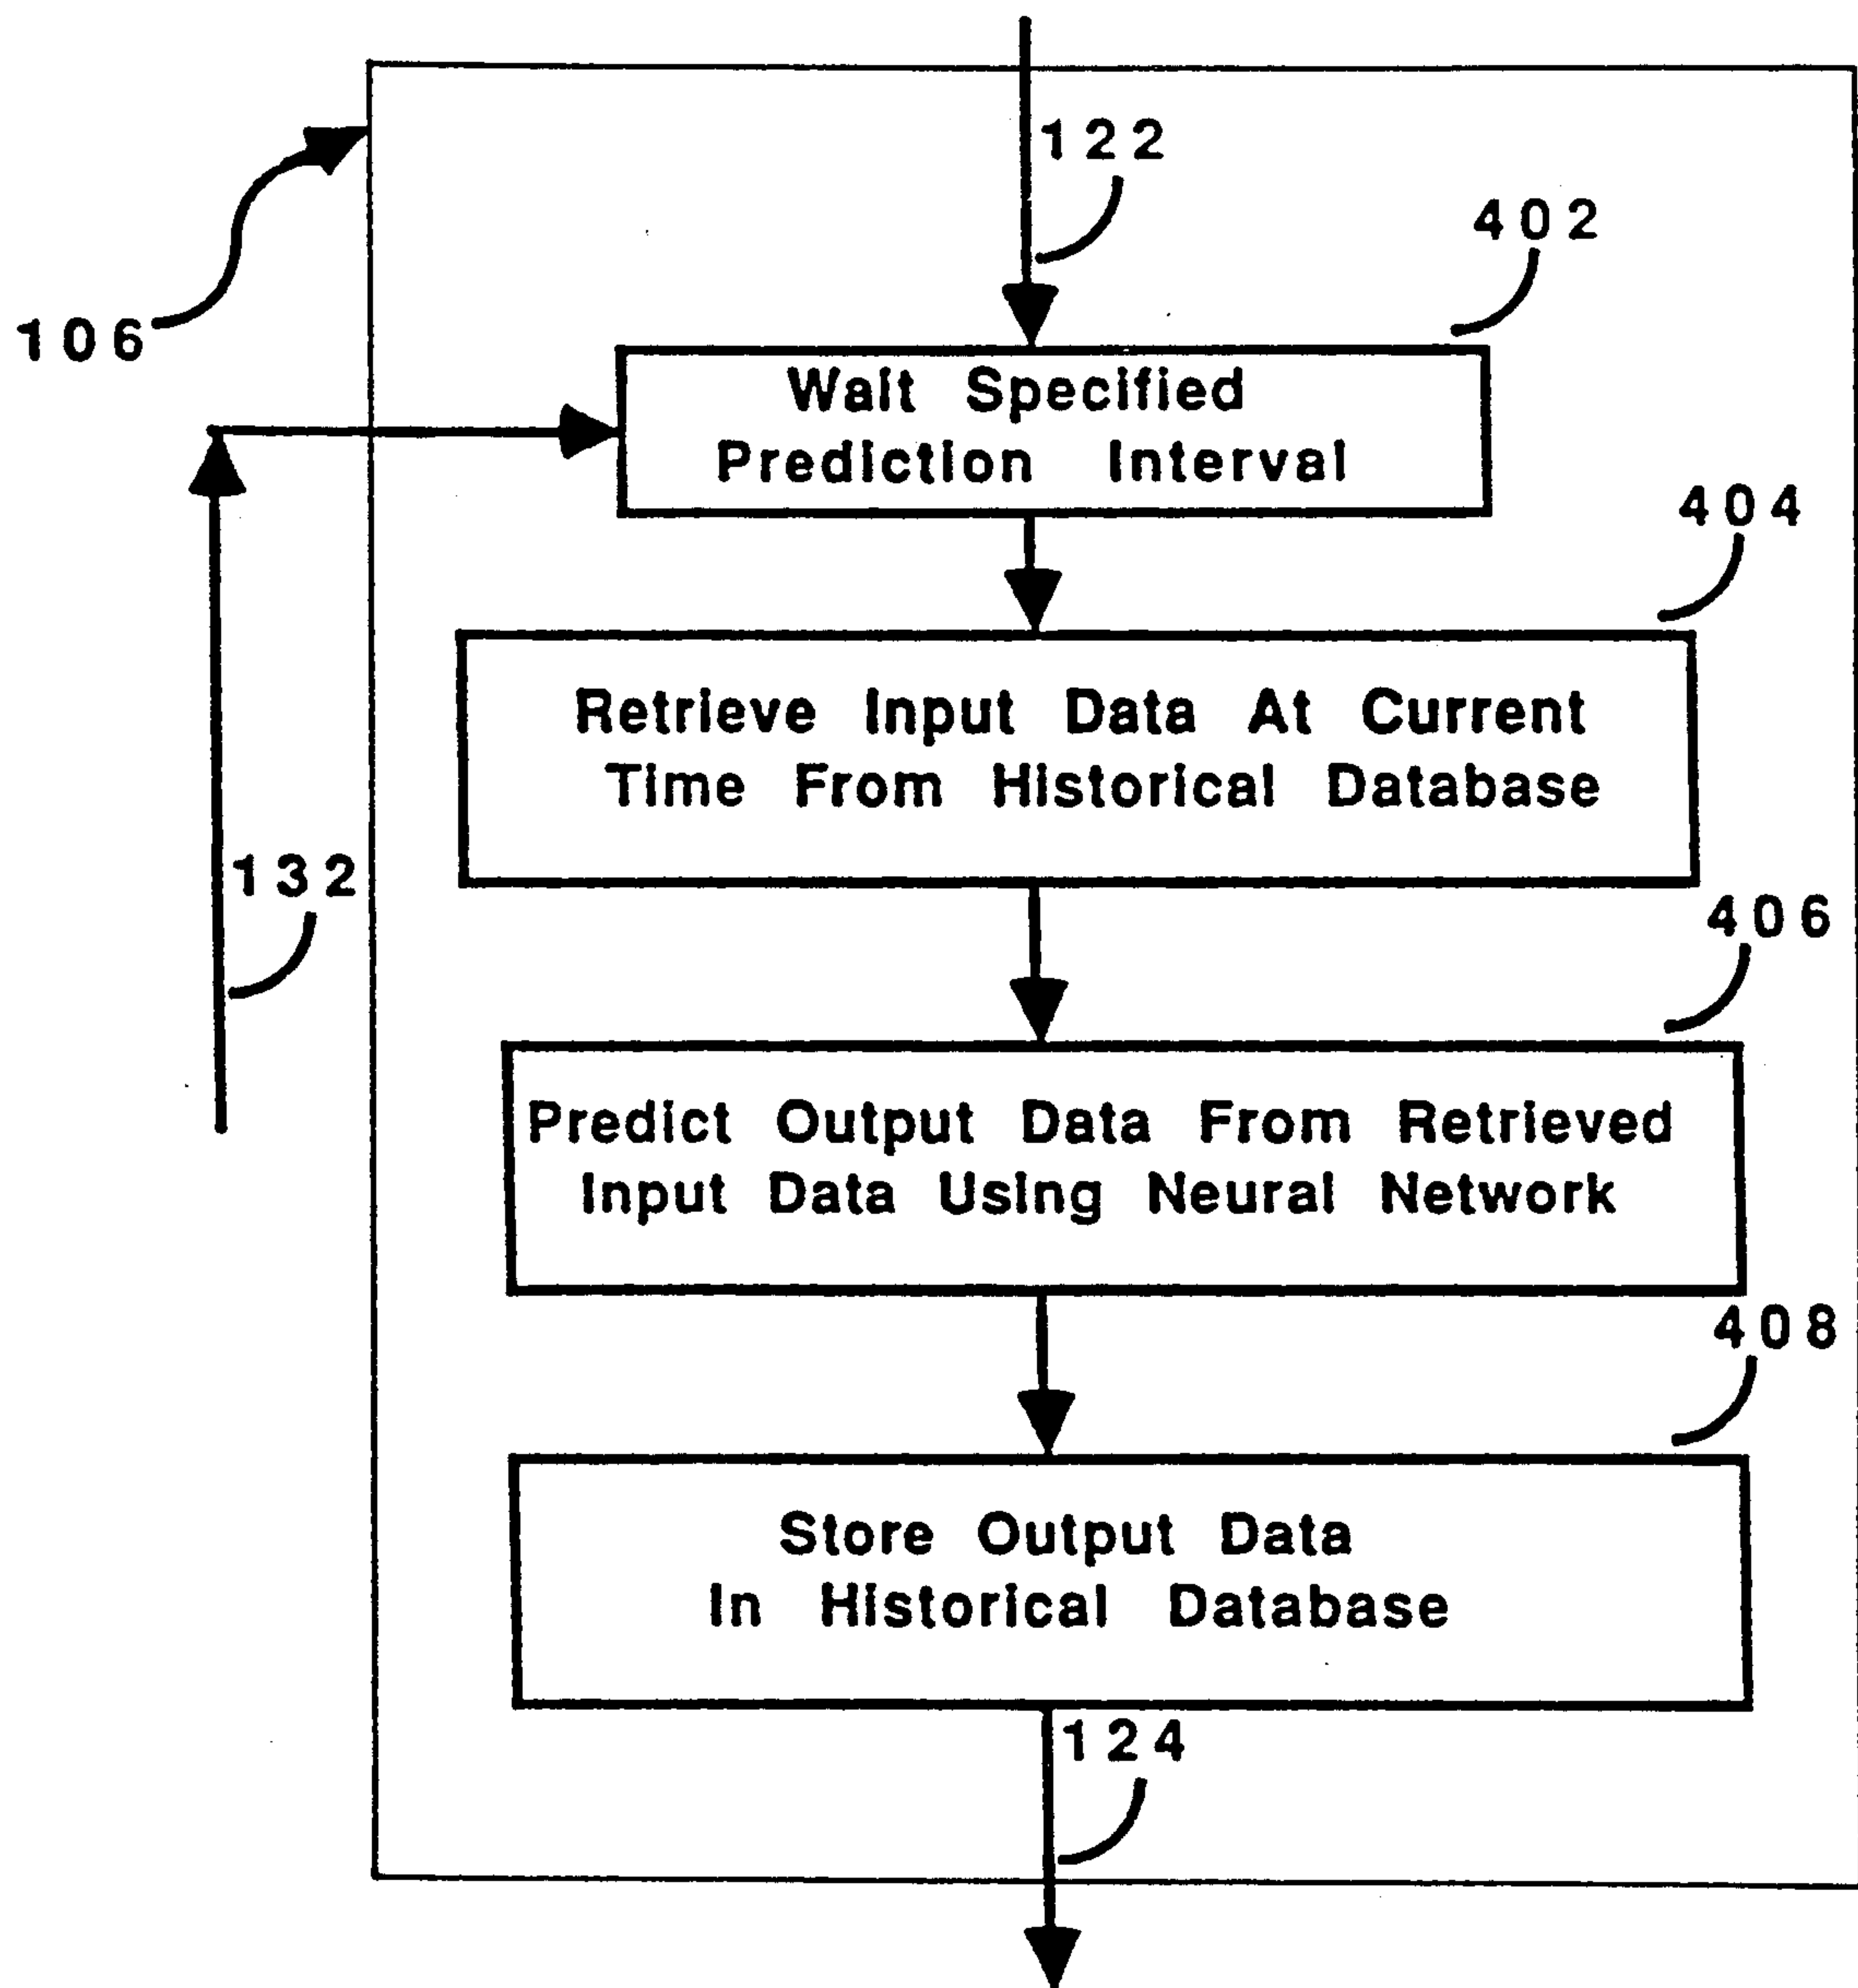 122
402
106
Wait Specified
Prediction Interval
404
Retrieve Input Data At Current
Time From Historical Database
132
406
Predict Output Data From Retrieved
Input Data Using Neural Network
408
Store Output Data
In Historical Database
124